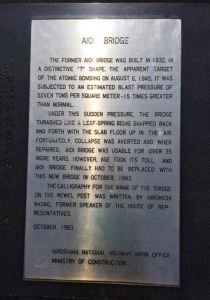 AIOI BRIDGE
THE FORMER AIOI BRIDGE WAS BUILT IN 1932, IN
A DISTINCTIVE "T" SHAPE, THE APPARENT TARGET
OF THE ATOMIC BOMBING ON AUGUST 6, 1945, IT WAS
SUBJECTED TO AN ESTIMATED BLAST PRESSURE OF
SEVEN TONS PER SQUARE METER-15 TIMES GREATER
THAN NORMAL.
UNDER THIS SUDDEN PRESSURE, THE BRIDGE
THRASHED LIKE A LEAF-SPRING BEING SNAPPED BACK
AND FORTH WITH THE SLAB FLOOR UP IN THE AIR
FORTUNATELY, COLLAPSE WAS AVERTED AND, WHEN
REPAIRED, AIOI BRIDGE WAS USABLE FOR OVER 35
MORE YEARS. HOWEVER, AGE TOOK ITS TOLL, AND
AIOI BRIDGE FINALLY HAD TO BE REPLACED WITH
THIS NEW BRIDGE IN OCTOBER, 1983
THE CALLIGRAPHY FOR THE NAME OF THE BRIDGE
ON THE NEWEL POST WAS WRITTEN BY HIROKICHI
NADAO, FORMER SPEAKER OF THE HOUSE OF REP-
RESENTATIVES.
OCTOBER, 1983
HIROSHIMA NATIONAL HIGHWAY WORK OFFICE
MINISTRY OF CONSTRUCTION